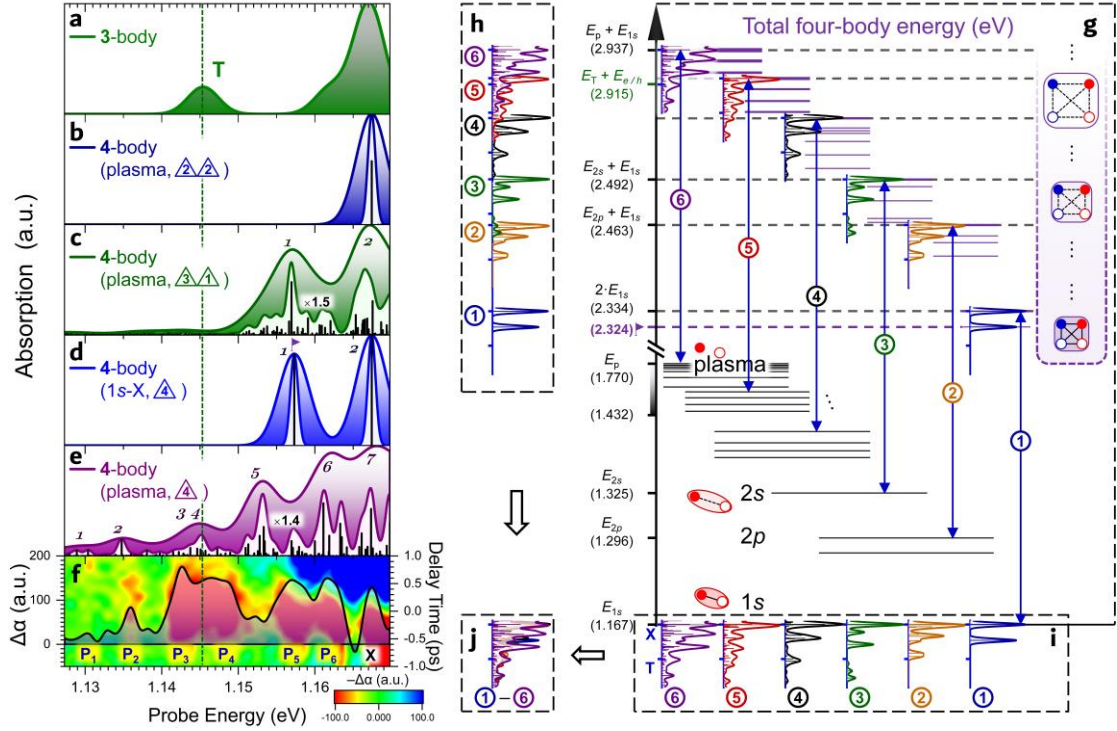 a
3-body
T
b
4-body
(plasma, 2 2)
c
4-body
(plasma, 3 1)
1
2
×1.5
d
4-body
(1s-X, 4)
1
2
e
4-body
(plasma, 4)
1
2
3 4
5
6
7
×1.4
Absorption (a.u.)
f
200
100
0
Δα (a.u.)
1.0
0.5
0.0
-0.5
-1.0
Delay Time (ps)
P1
P2
P3
P4
P5
P6
X
1.13
1.14
1.15
1.16
Probe Energy (eV)
−Δα (a.u.)
-100.0
0.000
100.0
h
6
5
4
3
2
1
j
1 – 6
g
Total four-body energy (eV)
Ep + E1s
(2.937)
ET + Ee/h
(2.915)
E2s + E1s
(2.492)
E2p + E1s
(2.463)
2·E1s
(2.334)
(2.324)
Ep
(1.770)
(1.432)
E2s
(1.325)
E2p
(1.296)
E1s
(1.167)
plasma
2s
2p
1s
6
5
4
3
2
1
i
X
T
6
5
4
3
2
1